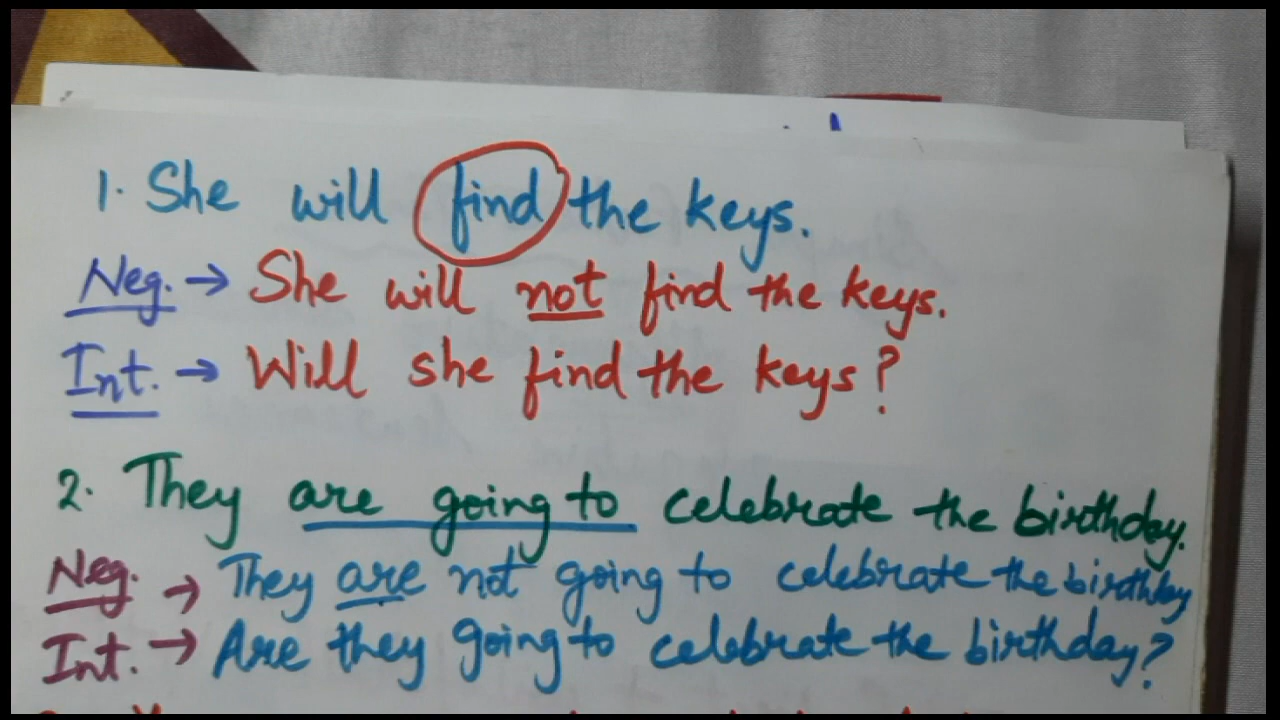 1. She will find the keys.
Neg. → She will not find the keys.
Int. → Will she find the keys?
2. They are going to celebrate the birthday.
Neg. → They are not going to celebrate the birthday
Int. → Are they going to celebrate the birthday?